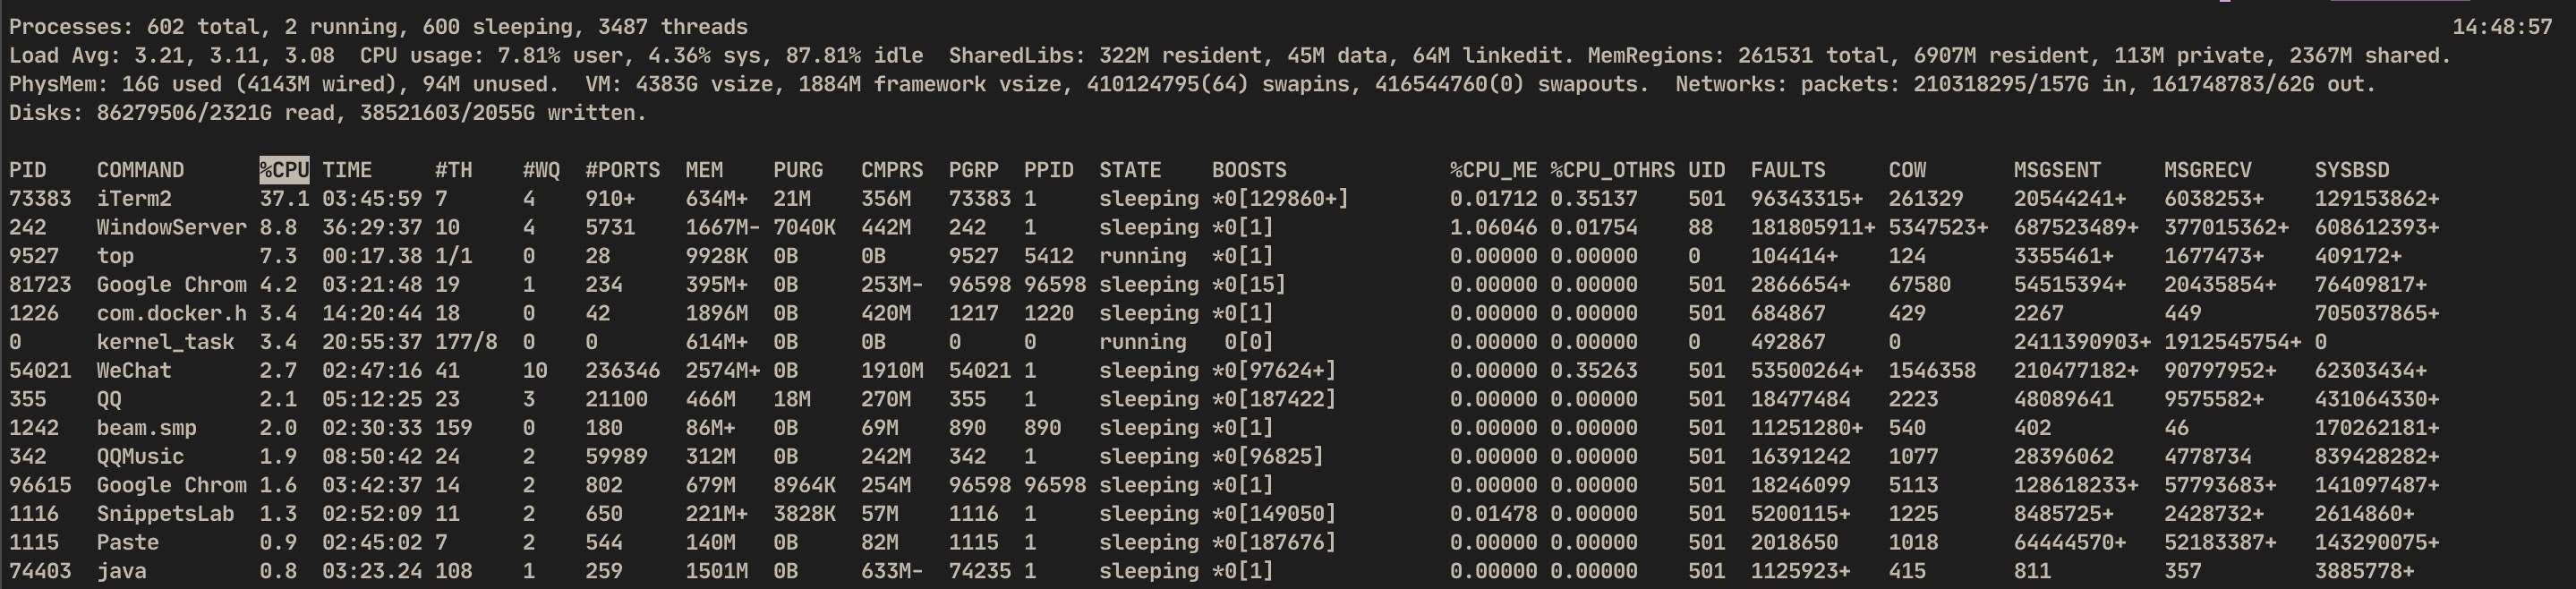 Processes: 602 total, 2 running, 600 sleeping, 3487 threads 14:48:57
Load Avg: 3.21, 3.11, 3.08 CPU usage: 7.81% user, 4.36% sys, 87.81% idle SharedLibs: 322M resident, 45M data, 64M linkedit. MemRegions: 261531 total, 6907M resident, 113M private, 2367M shared.
PhysMem: 16G used (4143M wired), 94M unused. VM: 4383G vsize, 1884M framework vsize, 410124795(64) swapins, 416544760(0) swapouts. Networks: packets: 210318295/157G in, 161748783/62G out.
Disks: 86279506/2321G read, 38521603/2055G written.
PID COMMAND %CPU TIME #TH #WQ #PORTS MEM PURG CMPRS PGRP PPID STATE BOOSTS %CPU_ME %CPU_OTHRS UID FAULTS COW MSGSENT MSGRECV SYSBSD
73383 iTerm2 37.1 03:45:59 7 4 910+ 634M+ 21M 356M 73383 1 sleeping *0[129860+] 0.01712 0.35137 501 96343315+ 261329 20544241+ 6038253+ 129153862+
242 WindowServer 8.8 36:29:37 10 4 5731 1667M- 7040K 442M 242 1 sleeping *0[1] 1.06046 0.01754 88 181805911+ 5347523+ 687523489+ 377015362+ 608612393+
9527 top 7.3 00:17.38 1/1 0 28 9928K 0B 0B 9527 5412 running *0[1] 0.00000 0.00000 0 104414+ 124 3355461+ 1677473+ 409172+
81723 Google Chrom 4.2 03:21:48 19 1 234 395M+ 0B 253M- 96598 96598 sleeping *0[15] 0.00000 0.00000 501 2866654+ 67580 54515394+ 20435854+ 76409817+
1226 com.docker.h 3.4 14:20:44 18 0 42 1896M 0B 420M 1217 1220 sleeping *0[1] 0.00000 0.00000 501 684867 429 2267 449 705037865+
0 kernel_task 3.4 20:55:37 177/8 0 0 614M+ 0B 0B 0 0 running 0[0] 0.00000 0.00000 0 492867 0 2411390903+ 1912545754+ 0
54021 WeChat 2.7 02:47:16 41 10 236346 2574M+ 0B 1910M 54021 1 sleeping *0[97624+] 0.00000 0.35263 501 53500264+ 1546358 210477182+ 90797952+ 62303434+
355 QQ 2.1 05:12:25 23 3 21100 466M 18M 270M 355 1 sleeping *0[187422] 0.00000 0.00000 501 18477484 2223 48089641 9575582+ 431064330+
1242 beam.smp 2.0 02:30:33 159 0 180 86M+ 0B 69M 890 890 sleeping *0[1] 0.00000 0.00000 501 11251280+ 540 402 46 170262181+
342 QQMusic 1.9 08:50:42 24 2 59989 312M 0B 242M 342 1 sleeping *0[96825] 0.00000 0.00000 501 16391242 1077 28396062 4778734 839428282+
96615 Google Chrom 1.6 03:42:37 14 2 802 679M 8964K 254M 96598 96598 sleeping *0[1] 0.00000 0.00000 501 18246099 5113 128618233+ 57793683+ 141097487+
1116 SnippetsLab 1.3 02:52:09 11 2 650 221M+ 3828K 57M 1116 1 sleeping *0[149050] 0.01478 0.00000 501 5200115+ 1225 8485725+ 2428732+ 2614860+
1115 Paste 0.9 02:45:02 7 2 544 140M 0B 82M 1115 1 sleeping *0[187676] 0.00000 0.00000 501 2018650 1018 64444570+ 52183387+ 143290075+
74403 java 0.8 03:23.24 108 1 259 1501M 0B 633M- 74235 1 sleeping *0[1] 0.00000 0.00000 501 1125923+ 415 811 357 3885778+